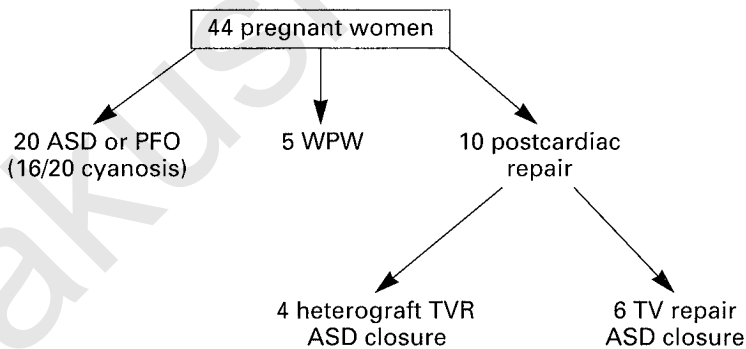 44 pregnant women
20 ASD or PFO
(16/20 cyanosis)
5 WPW
10 postcardiac
repair
4 heterograft TVR
ASD closure
6 TV repair
ASD closure
akus